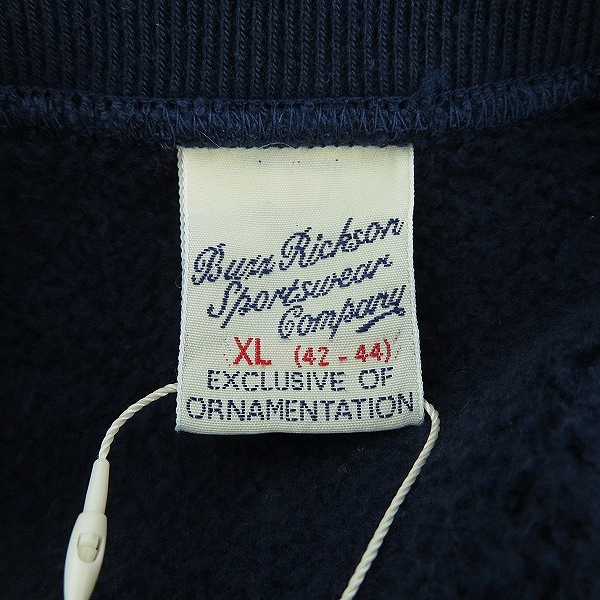 Buzz Rickson
Sportswear
Company
XL (42 - 44)
EXCLUSIVE OF
ORNAMENTATION